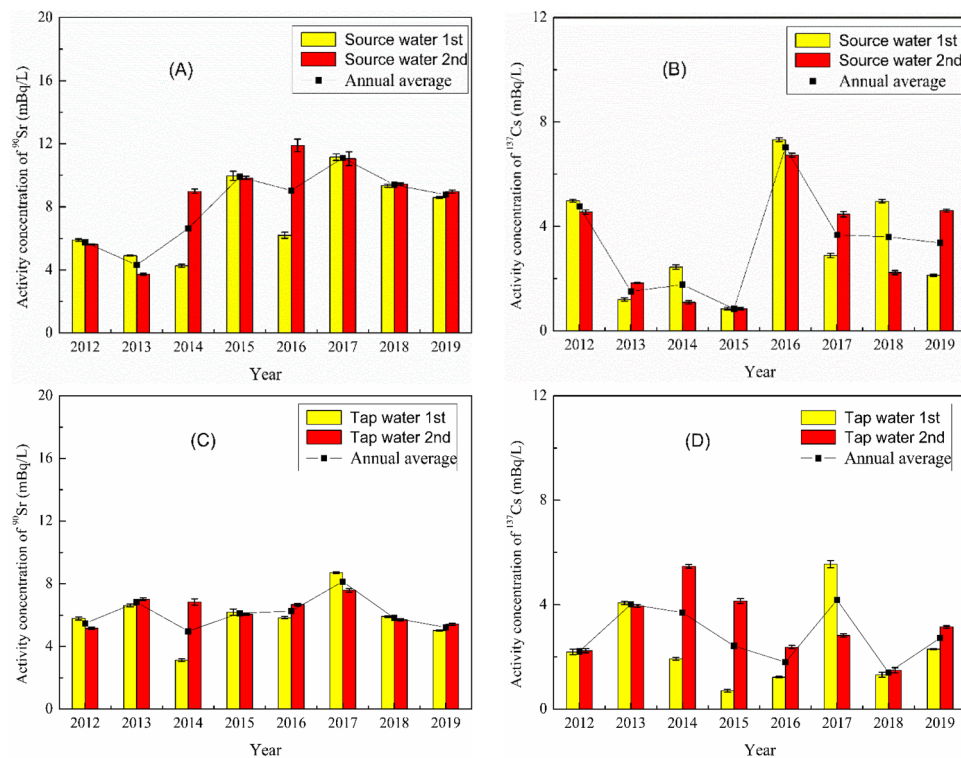 20
16
12
8
4
0
Activity concentration of ⁹⁰Sr (mBq/L)
(A)
Source water 1st
Source water 2nd
Annual average
2012 2013 2014 2015 2016 2017 2018 2019
Year
12
8
4
0
Activity concentration of ¹³⁷Cs (mBq/L)
(B)
Source water 1st
Source water 2nd
Annual average
2012 2013 2014 2015 2016 2017 2018 2019
Year
20
16
12
8
4
0
Activity concentration of ⁹⁰Sr (mBq/L)
(C)
Tap water 1st
Tap water 2nd
Annual average
2012 2013 2014 2015 2016 2017 2018 2019
Year
12
8
4
0
Activity concentration of ¹³⁷Cs (mBq/L)
(D)
Tap water 1st
Tap water 2nd
Annual average
2012 2013 2014 2015 2016 2017 2018 2019
Year